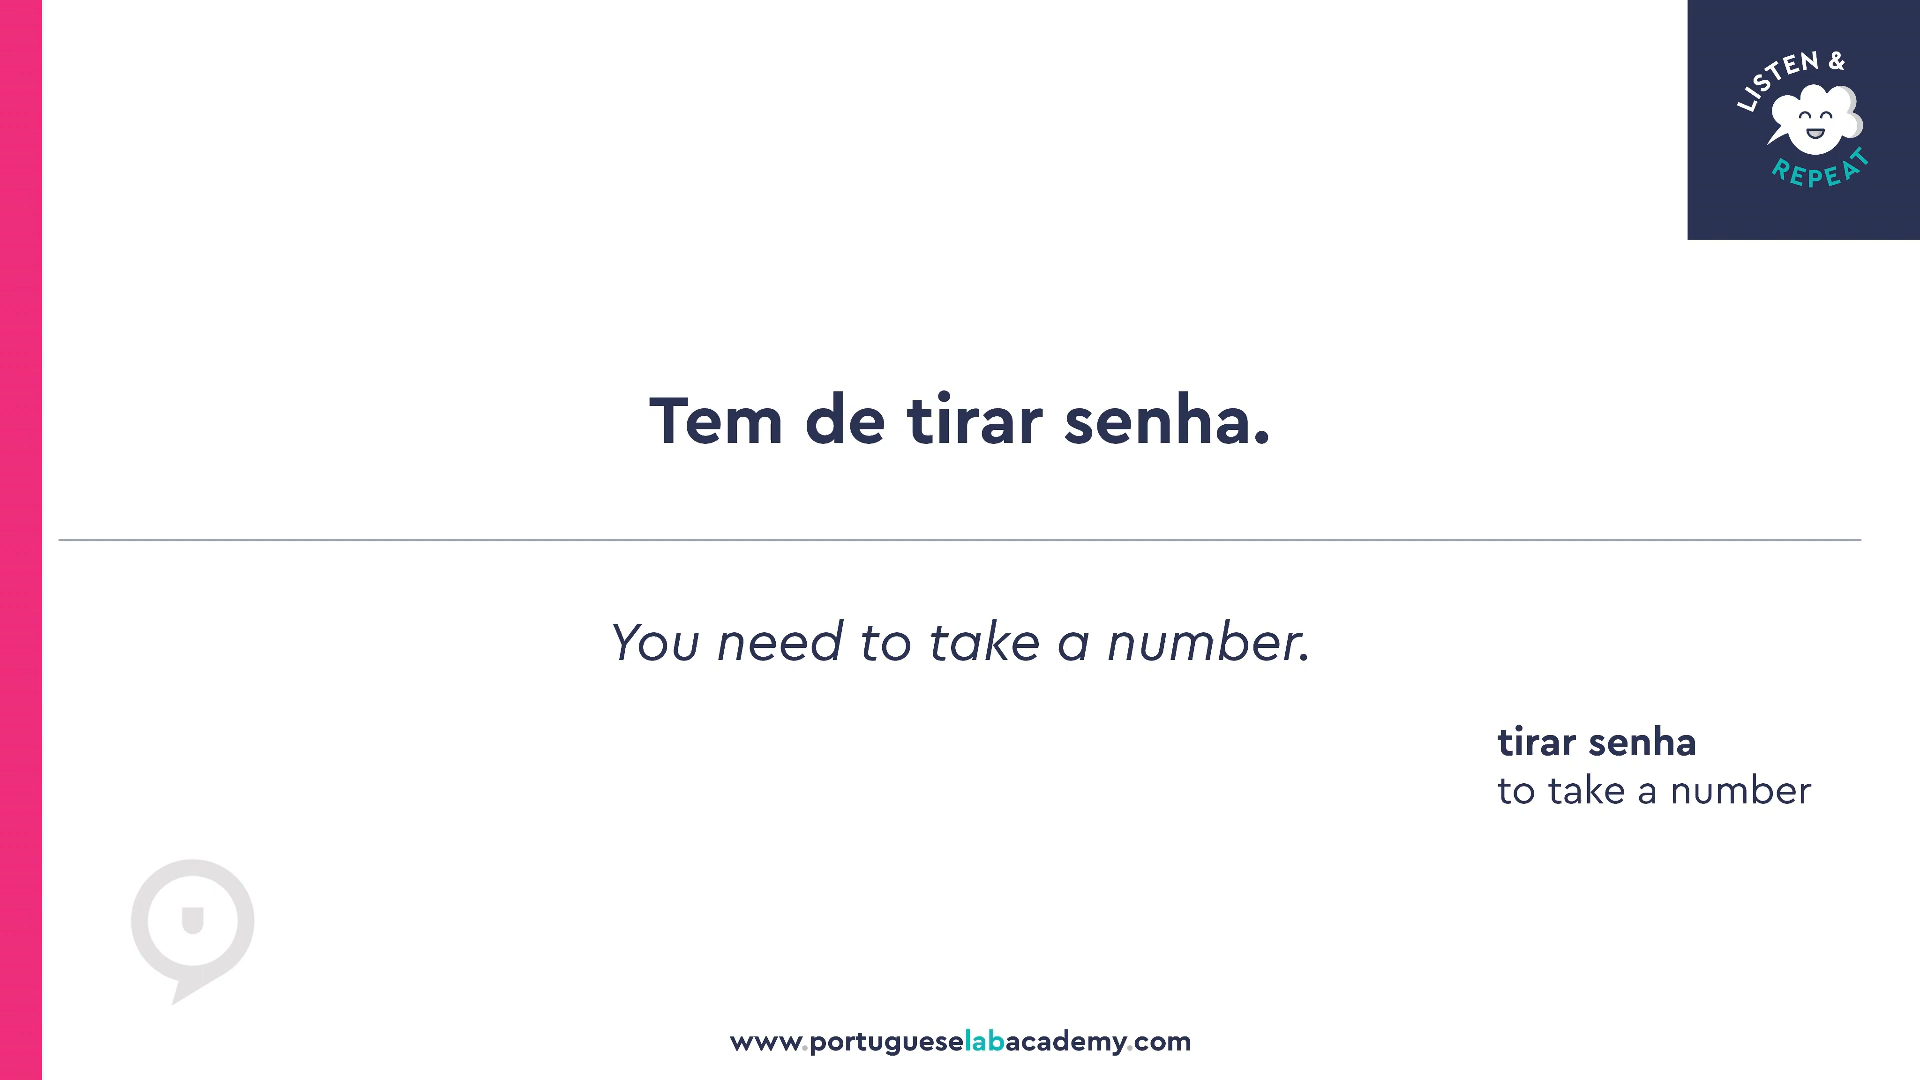 LISTEN &
REPEAT
Tem de tirar senha.
You need to take a number.
tirar senha
to take a number
www.portugueselabacademy.com